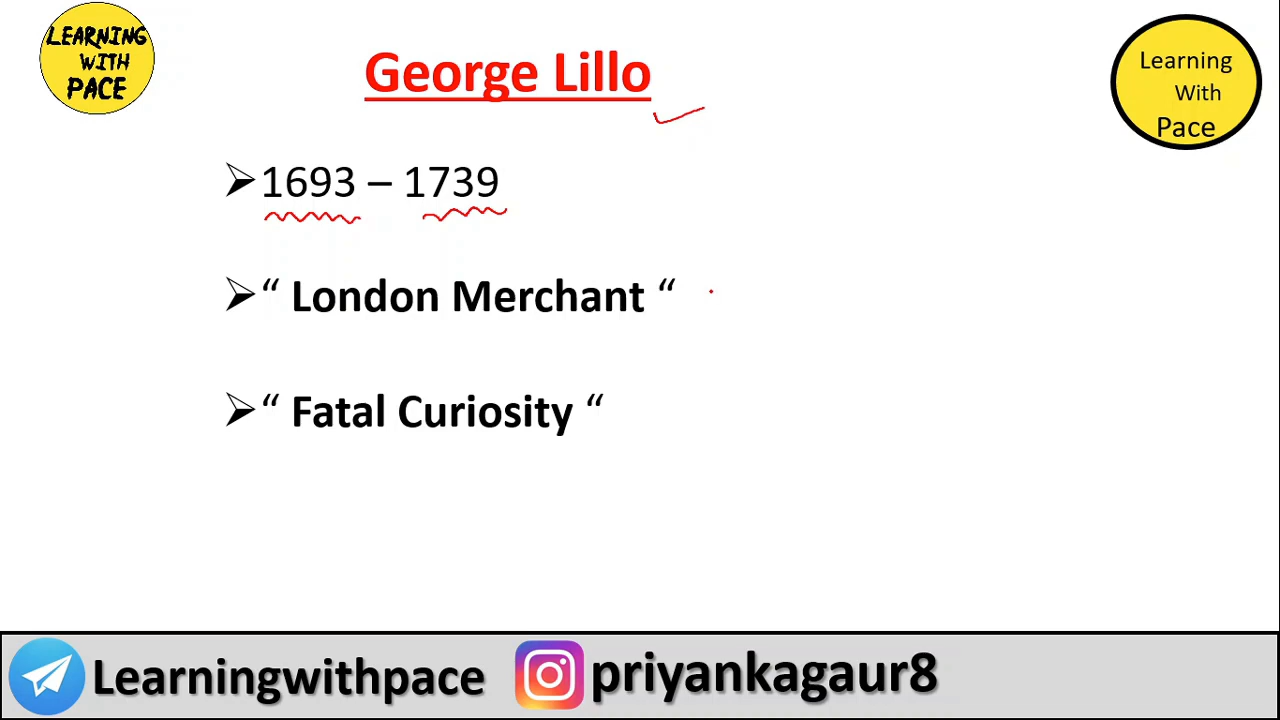 LEARNING
WITH
PACE
George Lillo
Learning
With
Pace
1693 – 1739
“ London Merchant “
“ Fatal Curiosity “
Learningwithpace
priyankagaur8